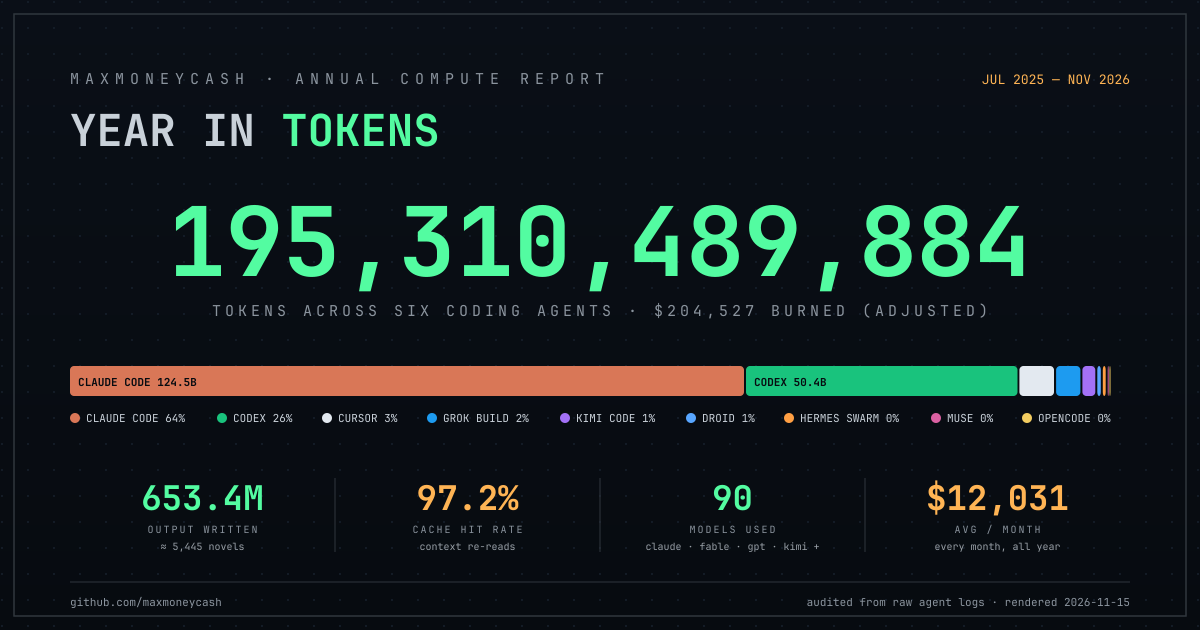 MAXMONEYCASH · ANNUAL COMPUTE REPORT
JUL 2025 — NOV 2026
YEAR IN TOKENS
195,310,489,884
TOKENS ACROSS SIX CODING AGENTS · $204,527 BURNED (ADJUSTED)
CLAUDE CODE 124.5B CODEX 50.4B
CLAUDE CODE 64% CODEX 26% CURSOR 3% GROK BUILD 2% KIMI CODE 1% DROID 1% HERMES SWARM 0% MUSE 0% OPENCODE 0%
653.4M 97.2% 90 $12,031
OUTPUT WRITTEN CACHE HIT RATE MODELS USED AVG / MONTH
≈ 5,445 novels context re-reads claude · fable · gpt · kimi + every month, all year
github.com/maxmoneycash audited from raw agent logs · rendered 2026-11-15